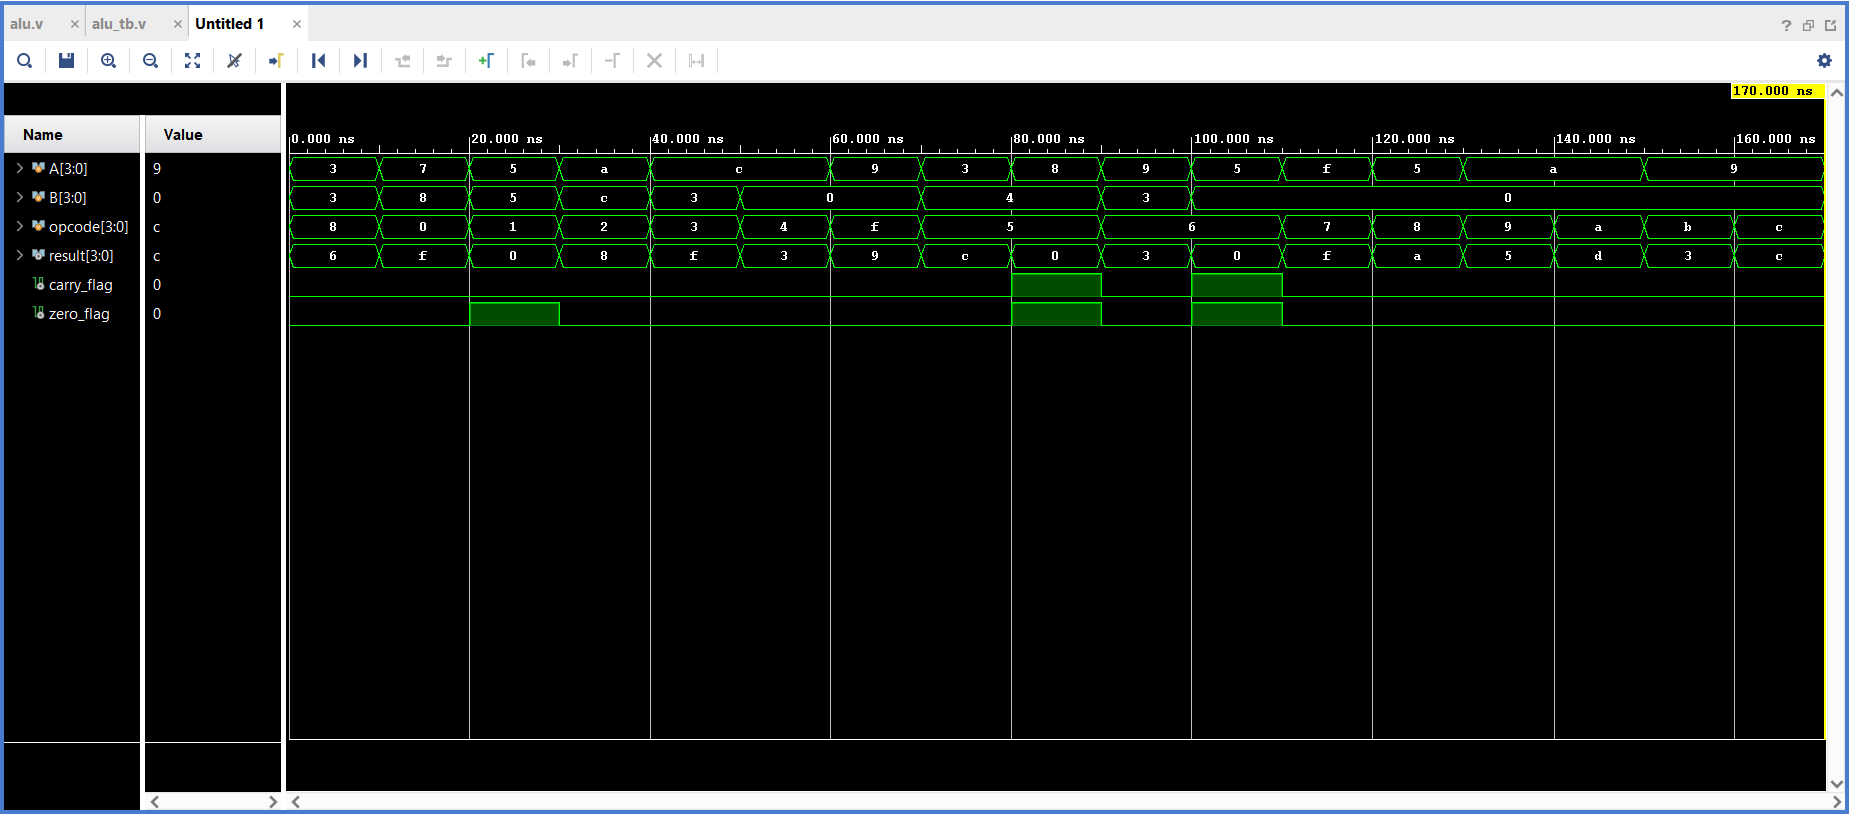 alu.v × alu_tb.v × Untitled 1 ×
170.000 ns
Name Value
0.000 ns 20.000 ns 40.000 ns 60.000 ns 80.000 ns 100.000 ns 120.000 ns 140.000 ns 160.000 ns
A[3:0] 9 3 7 5 a c 9 3 8 9 5 f 5 a 9
B[3:0] 0 3 8 5 c 3 0 4 3 0
opcode[3:0] c 8 0 1 2 3 4 f 5 6 7 8 9 a b c
result[3:0] c 6 f 0 8 f 3 9 c 0 3 0 f a 5 d 3 c
carry_flag 0
zero_flag 0